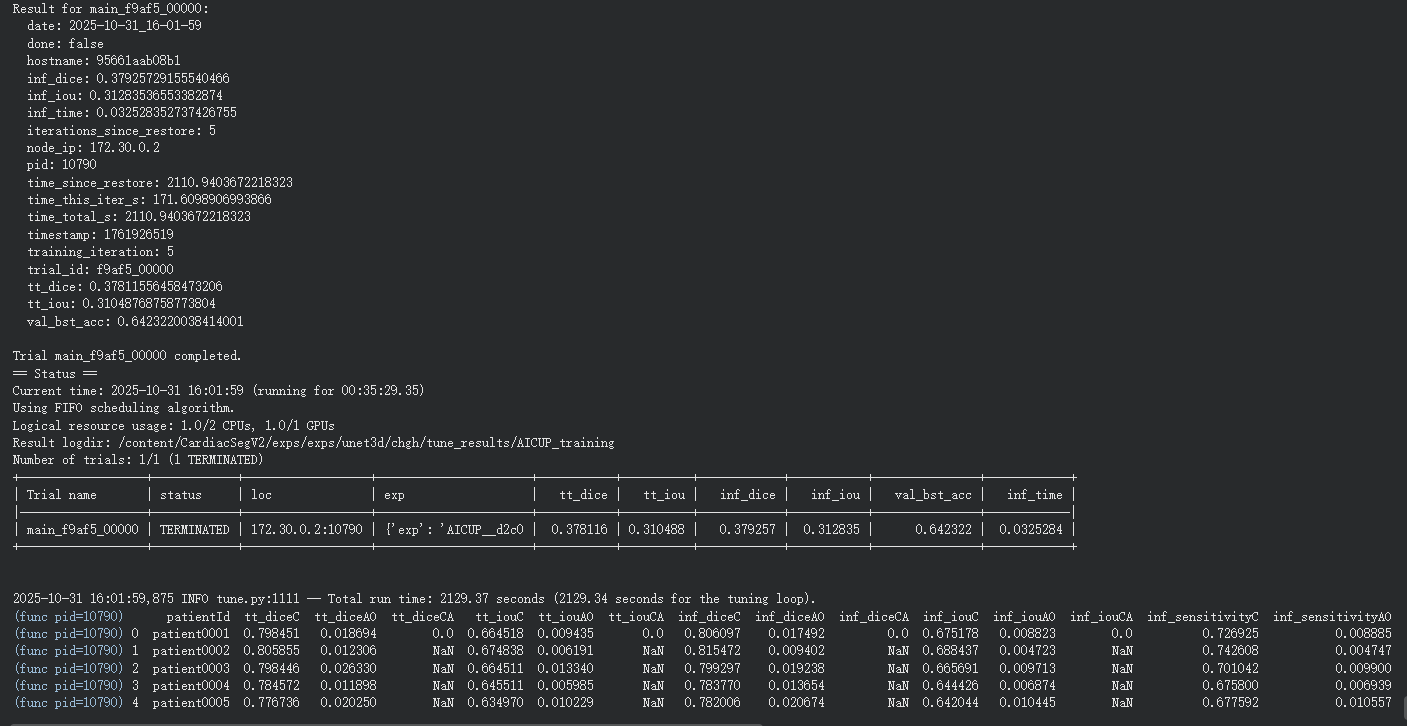 Result for main_f9af5_00000:
date: 2025-10-31_16-01-59
done: false
hostname: 95661aab08b1
inf_dice: 0.37925729155540466
inf_iou: 0.31283536553382874
inf_time: 0.032528352737426755
iterations_since_restore: 5
node_ip: 172.30.0.2
pid: 10790
time_since_restore: 2110.9403672218323
time_this_iter_s: 171.6098906993866
time_total_s: 2110.9403672218323
timestamp: 1761926519
training_iteration: 5
trial_id: f9af5_00000
tt_dice: 0.37811556458473206
tt_iou: 0.31048768758773804
val_bst_acc: 0.6423220038414001
Trial main_f9af5_00000 completed.
== Status ==
Current time: 2025-10-31 16:01:59 (running for 00:35:29.35)
Using FIFO scheduling algorithm.
Logical resource usage: 1.0/2 CPUs, 1.0/1 GPUs
Result logdir: /content/CardiacSegV2/exps/exps/unet3d/chgh/tune_results/AICUP_training
Number of trials: 1/1 (1 TERMINATED)
| Trial name | status | loc | exp | tt_dice | tt_iou | inf_dice | inf_iou | val_bst_acc | inf_time |
| main_f9af5_00000 | TERMINATED | 172.30.0.2:10790 | {'exp': 'AICUP__d2c0 | 0.378116 | 0.310488 | 0.379257 | 0.312835 | 0.642322 | 0.0325284 |
2025-10-31 16:01:59,875 INFO tune.py:1111 -- Total run time: 2129.37 seconds (2129.34 seconds for the tuning loop).
(func pid=10790) patientId tt_diceC tt_diceAO tt_diceCA tt_iouC tt_iouAO tt_iouCA inf_diceC inf_diceAO inf_diceCA inf_iouC inf_iouAO inf_iouCA inf_sensitivityC inf_sensitivityAO
(func pid=10790) 0 patient0001 0.798451 0.018694 0.0 0.664518 0.009435 0.0 0.806097 0.017492 0.0 0.675178 0.008823 0.0 0.726925 0.008885
(func pid=10790) 1 patient0002 0.805855 0.012306 NaN 0.674838 0.006191 NaN 0.815472 0.009402 NaN 0.688437 0.004723 NaN 0.742608 0.004747
(func pid=10790) 2 patient0003 0.798446 0.026330 NaN 0.664511 0.013340 NaN 0.799297 0.019238 NaN 0.665691 0.009713 NaN 0.701042 0.009900
(func pid=10790) 3 patient0004 0.784572 0.011898 NaN 0.645511 0.005985 NaN 0.783770 0.013654 NaN 0.644426 0.006874 NaN 0.675800 0.006939
(func pid=10790) 4 patient0005 0.776736 0.020250 NaN 0.634970 0.010229 NaN 0.782006 0.020674 NaN 0.642044 0.010445 NaN 0.677592 0.010557